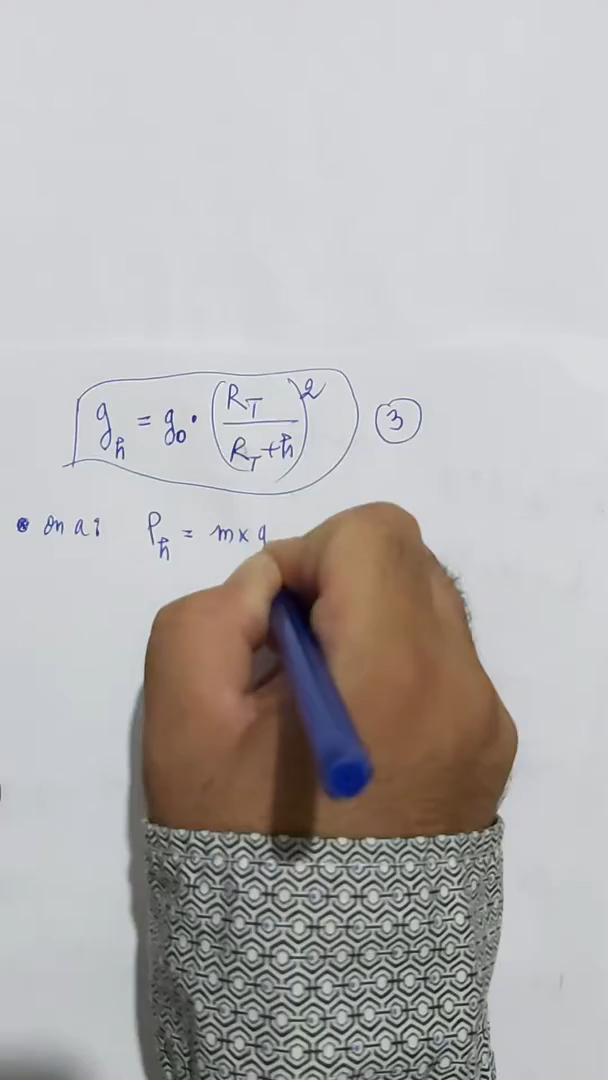 g_h = g_0 · (R_T / (R_T + h))² ③
• on a : P_h = m × g